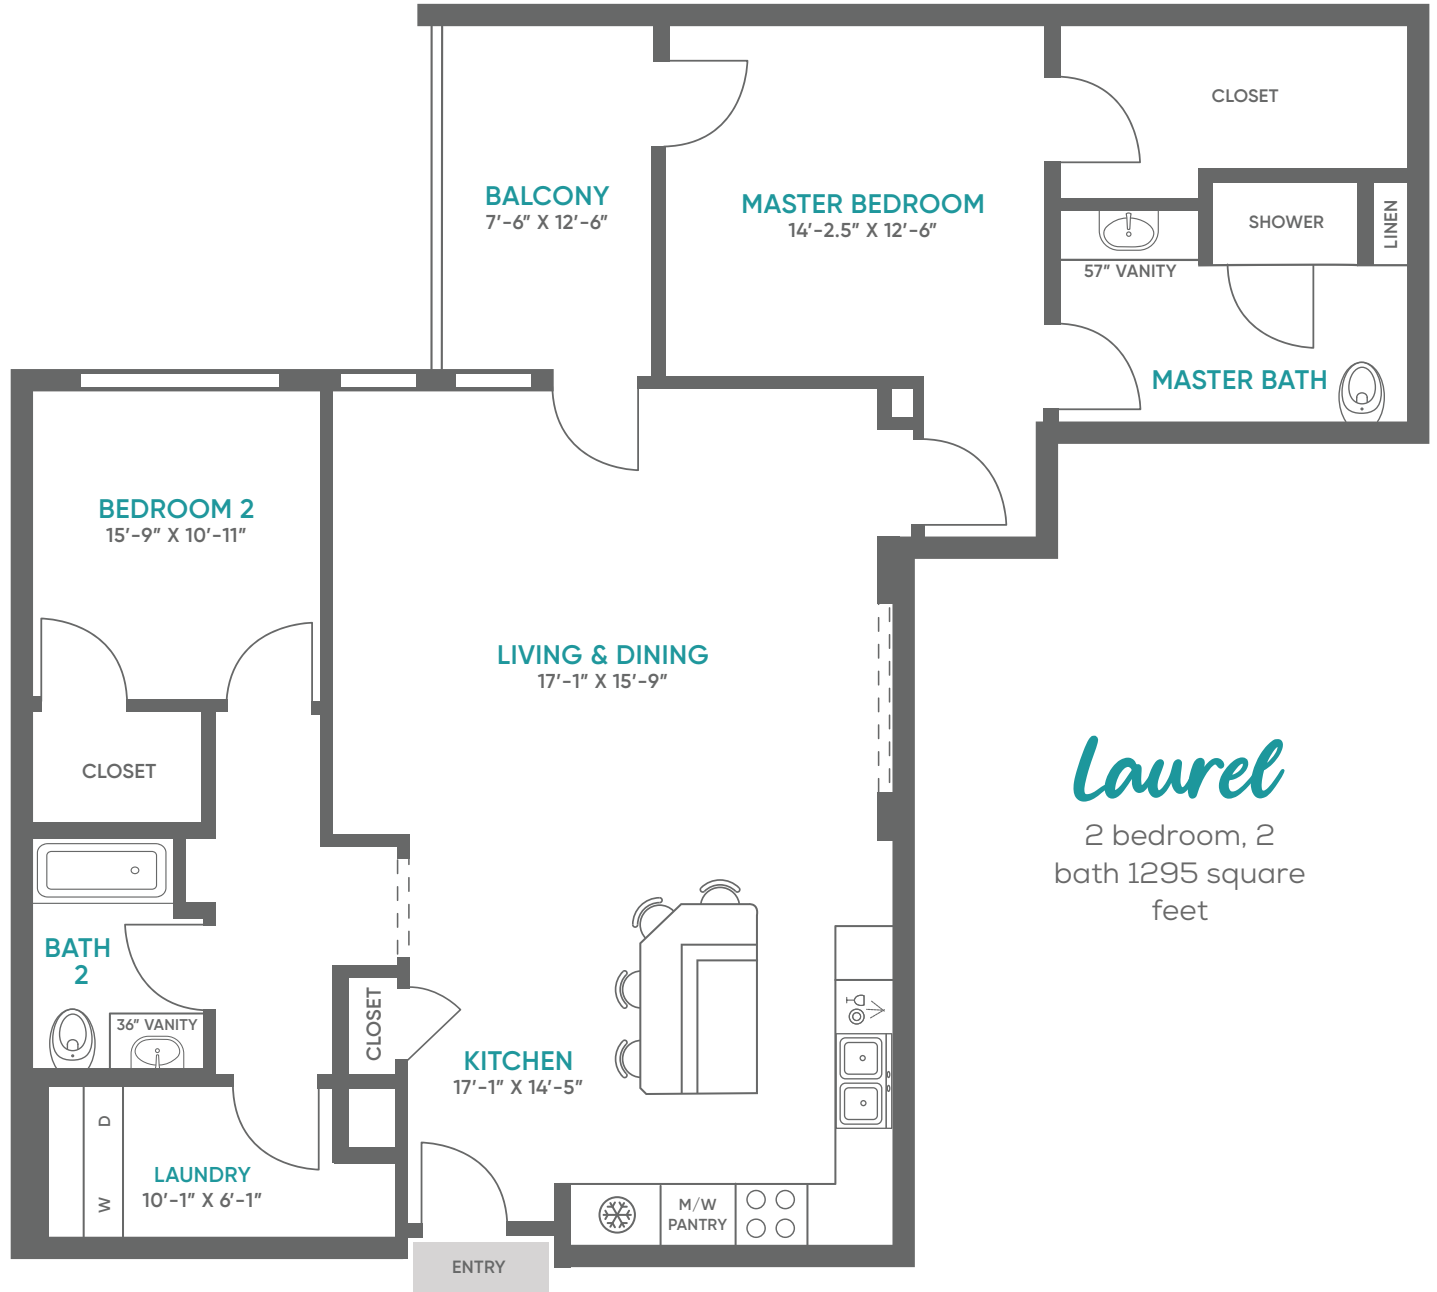 CLOSET
BALCONY
7'-6" X 12'-6"
MASTER BEDROOM
14'-2.5" X 12'-6"
SHOWER
LINEN
57" VANITY
MASTER BATH
BEDROOM 2
15'-9" X 10'-11"
LIVING & DINING
17'-1" X 15'-9"
CLOSET
Laurel
2 bedroom, 2
bath 1295 square
feet
BATH
2
36" VANITY
CLOSET
KITCHEN
17'-1" X 14'-5"
D
W
LAUNDRY
10'-1" X 6'-1"
M/W
PANTRY
ENTRY